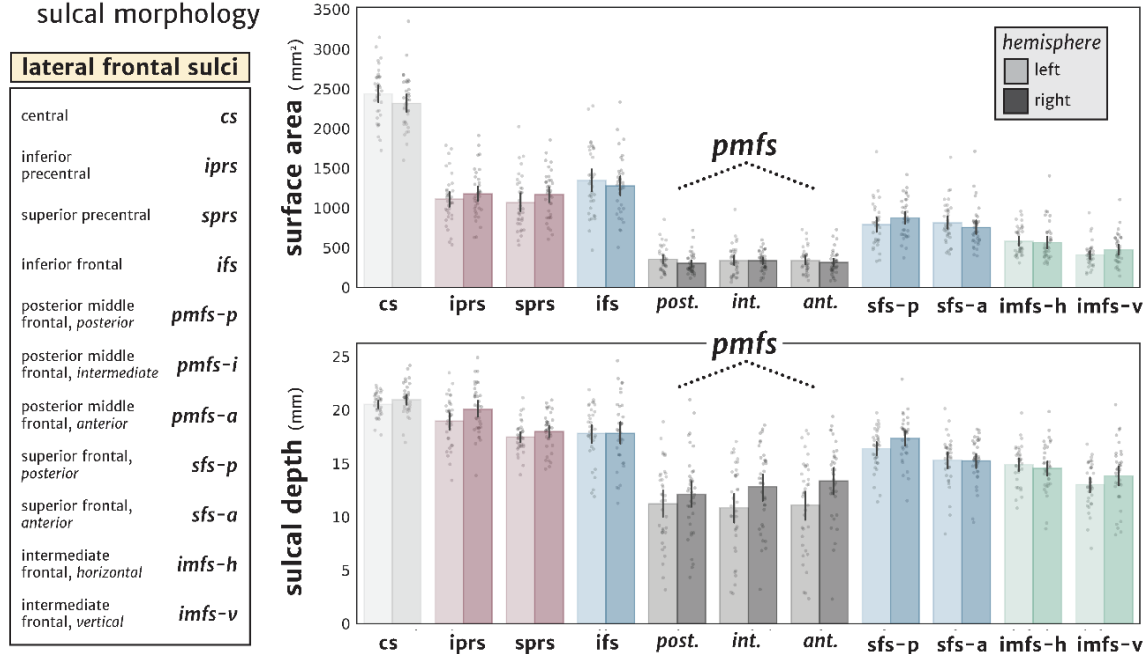 sulcal morphology
lateral frontal sulci
central cs
inferior
precentral iprs
superior precentral sprs
inferior frontal ifs
posterior middle
frontal, posterior pmfs-p
posterior middle
frontal, intermediate pmfs-i
posterior middle
frontal, anterior pmfs-a
superior frontal,
posterior sfs-p
superior frontal,
anterior sfs-a
intermediate
frontal, horizontal imfs-h
intermediate
frontal, vertical imfs-v
surface area (mm²)
3500
3000
2500
2000
1500
1000
500
0
hemisphere
left
right
pmfs
cs iprs sprs ifs post. int. ant. sfs-p sfs-a imfs-h imfs-v
sulcal depth (mm)
25
20
15
10
5
0
pmfs
cs iprs sprs ifs post. int. ant. sfs-p sfs-a imfs-h imfs-v